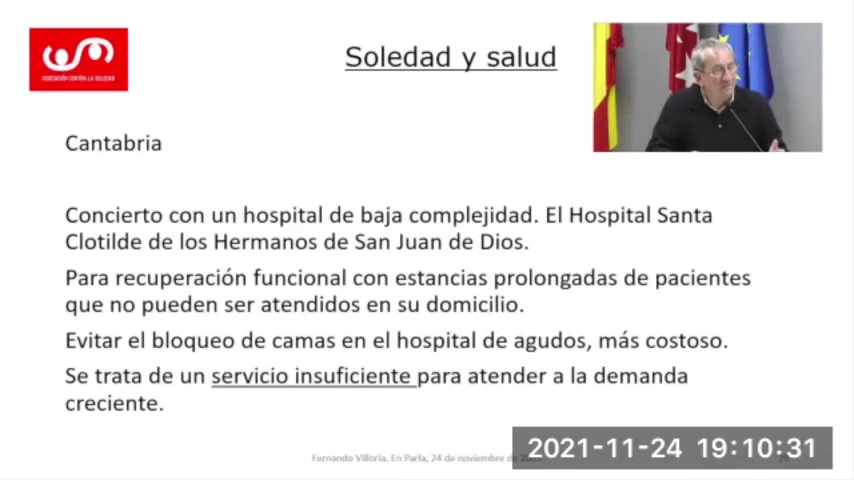 ASOCIACIÓN CONTRA LA SOLEDAD
Soledad y salud
Cantabria
Concierto con un hospital de baja complejidad. El Hospital Santa
Clotilde de los Hermanos de San Juan de Dios.
Para recuperación funcional con estancias prolongadas de pacientes
que no pueden ser atendidos en su domicilio.
Evitar el bloqueo de camas en el hospital de agudos, más costoso.
Se trata de un servicio insuficiente para atender a la demanda
creciente.
Fernando Villoria. En Parla, 24 de noviembre de
2021-11-24 19:10:31